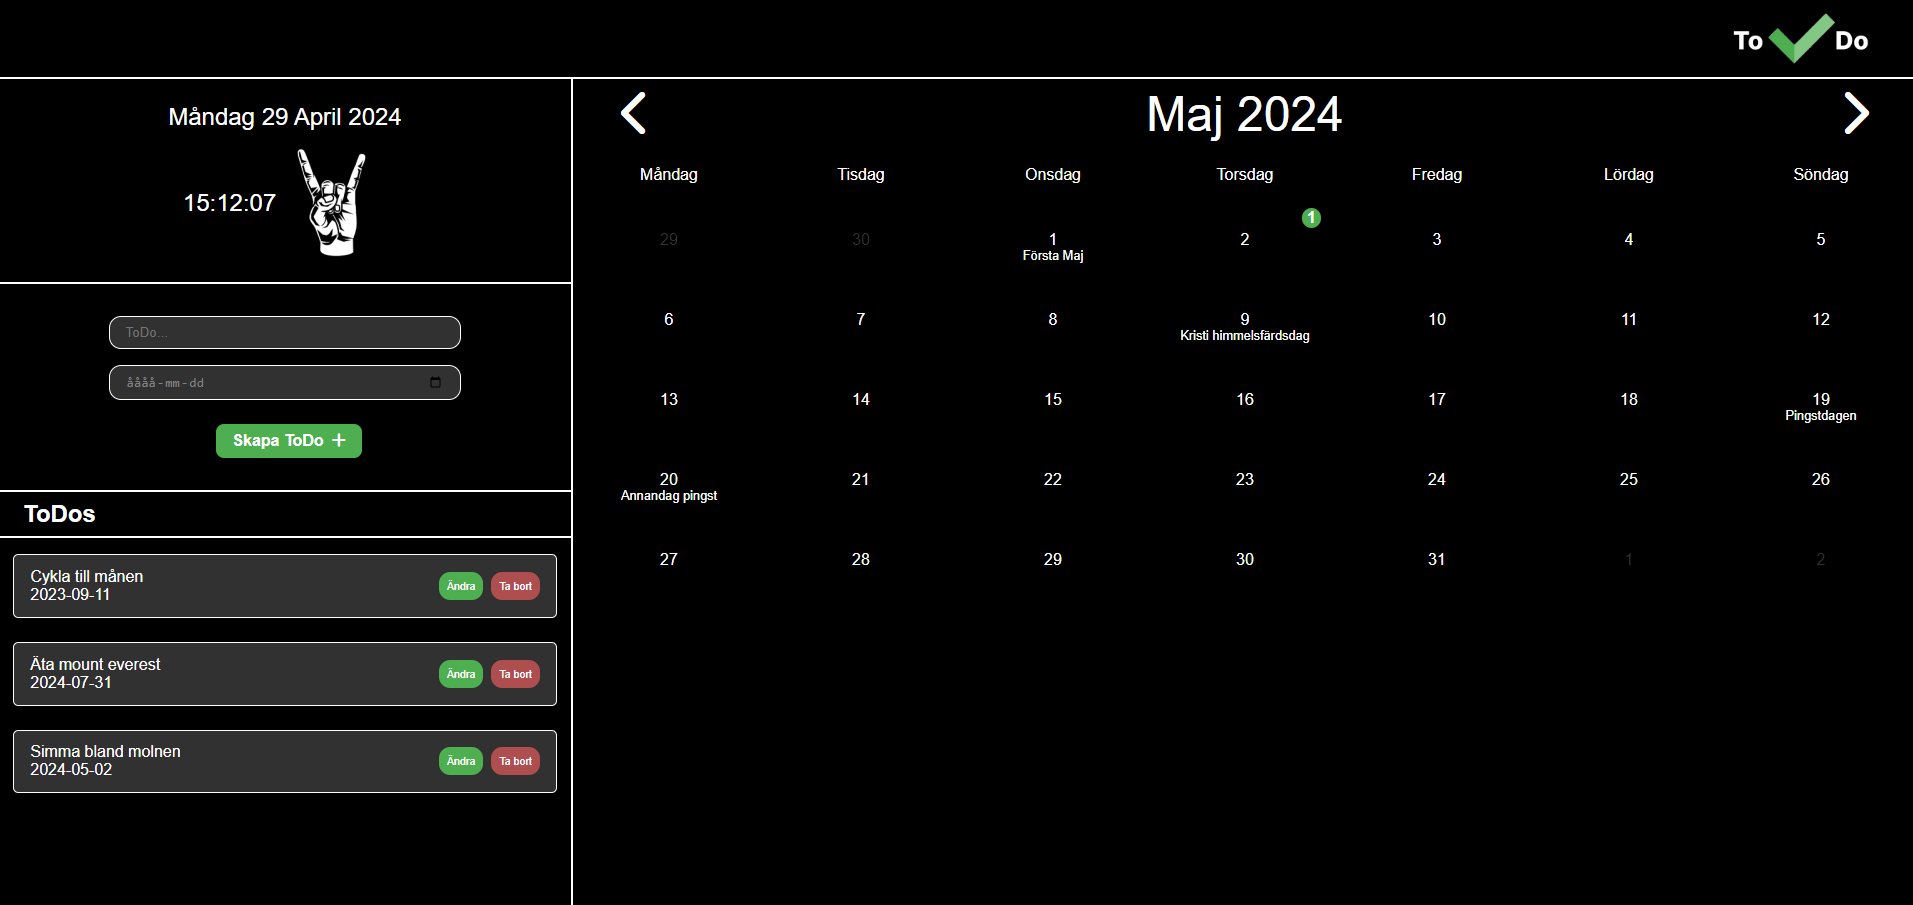 To Do
Måndag 29 April 2024
15:12:07
ToDo...
åååå-mm-dd
Skapa ToDo +
ToDos
Cykla till månen
2023-09-11
Ändra Ta bort
Äta mount everest
2024-07-31
Ändra Ta bort
Simma bland molnen
2024-05-02
Ändra Ta bort
Maj 2024
Måndag Tisdag Onsdag Torsdag Fredag Lördag Söndag
1
29 30 1 2 3 4 5
Första Maj
6 7 8 9 10 11 12
Kristi himmelsfärdsdag
13 14 15 16 17 18 19
Pingstdagen
20 21 22 23 24 25 26
Annandag pingst
27 28 29 30 31 1 2